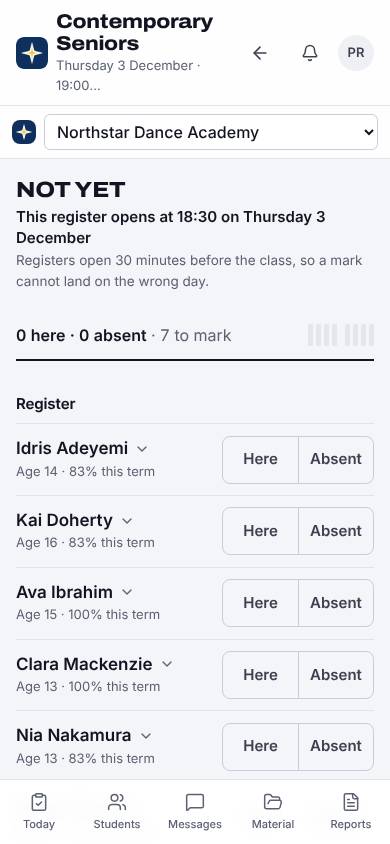 Contemporary
Seniors
Thursday 3 December ·
19:00...
PR
Northstar Dance Academy
NOT YET
This register opens at 18:30 on Thursday 3
December
Registers open 30 minutes before the class, so a mark
cannot land on the wrong day.
0 here · 0 absent · 7 to mark
Register
Idris Adeyemi
Age 14 · 83% this term
Here Absent
Kai Doherty
Age 16 · 83% this term
Here Absent
Ava Ibrahim
Age 15 · 100% this term
Here Absent
Clara Mackenzie
Age 13 · 100% this term
Here Absent
Nia Nakamura
Age 13 · 83% this term
Here Absent
Today Students Messages Material Reports